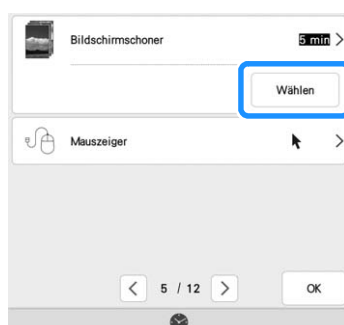 Bildschirmschoner 5 min >
Wählen
Mauszeiger >
< 5 / 12 > OK